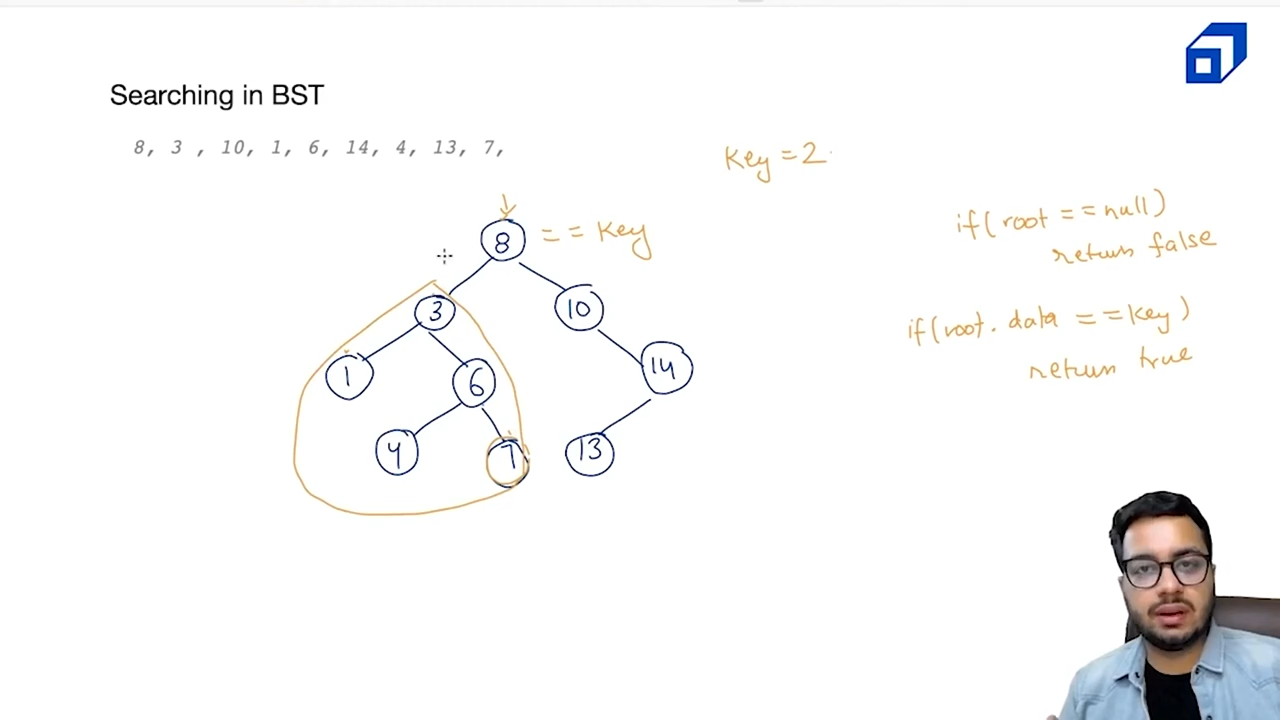 Searching in BST
8, 3 , 10, 1, 6, 14, 4, 13, 7,
Key = 2
8 == Key
if(root == null)
return false
3
10
if(root. data == key)
return true
1
6
14
4
7
13